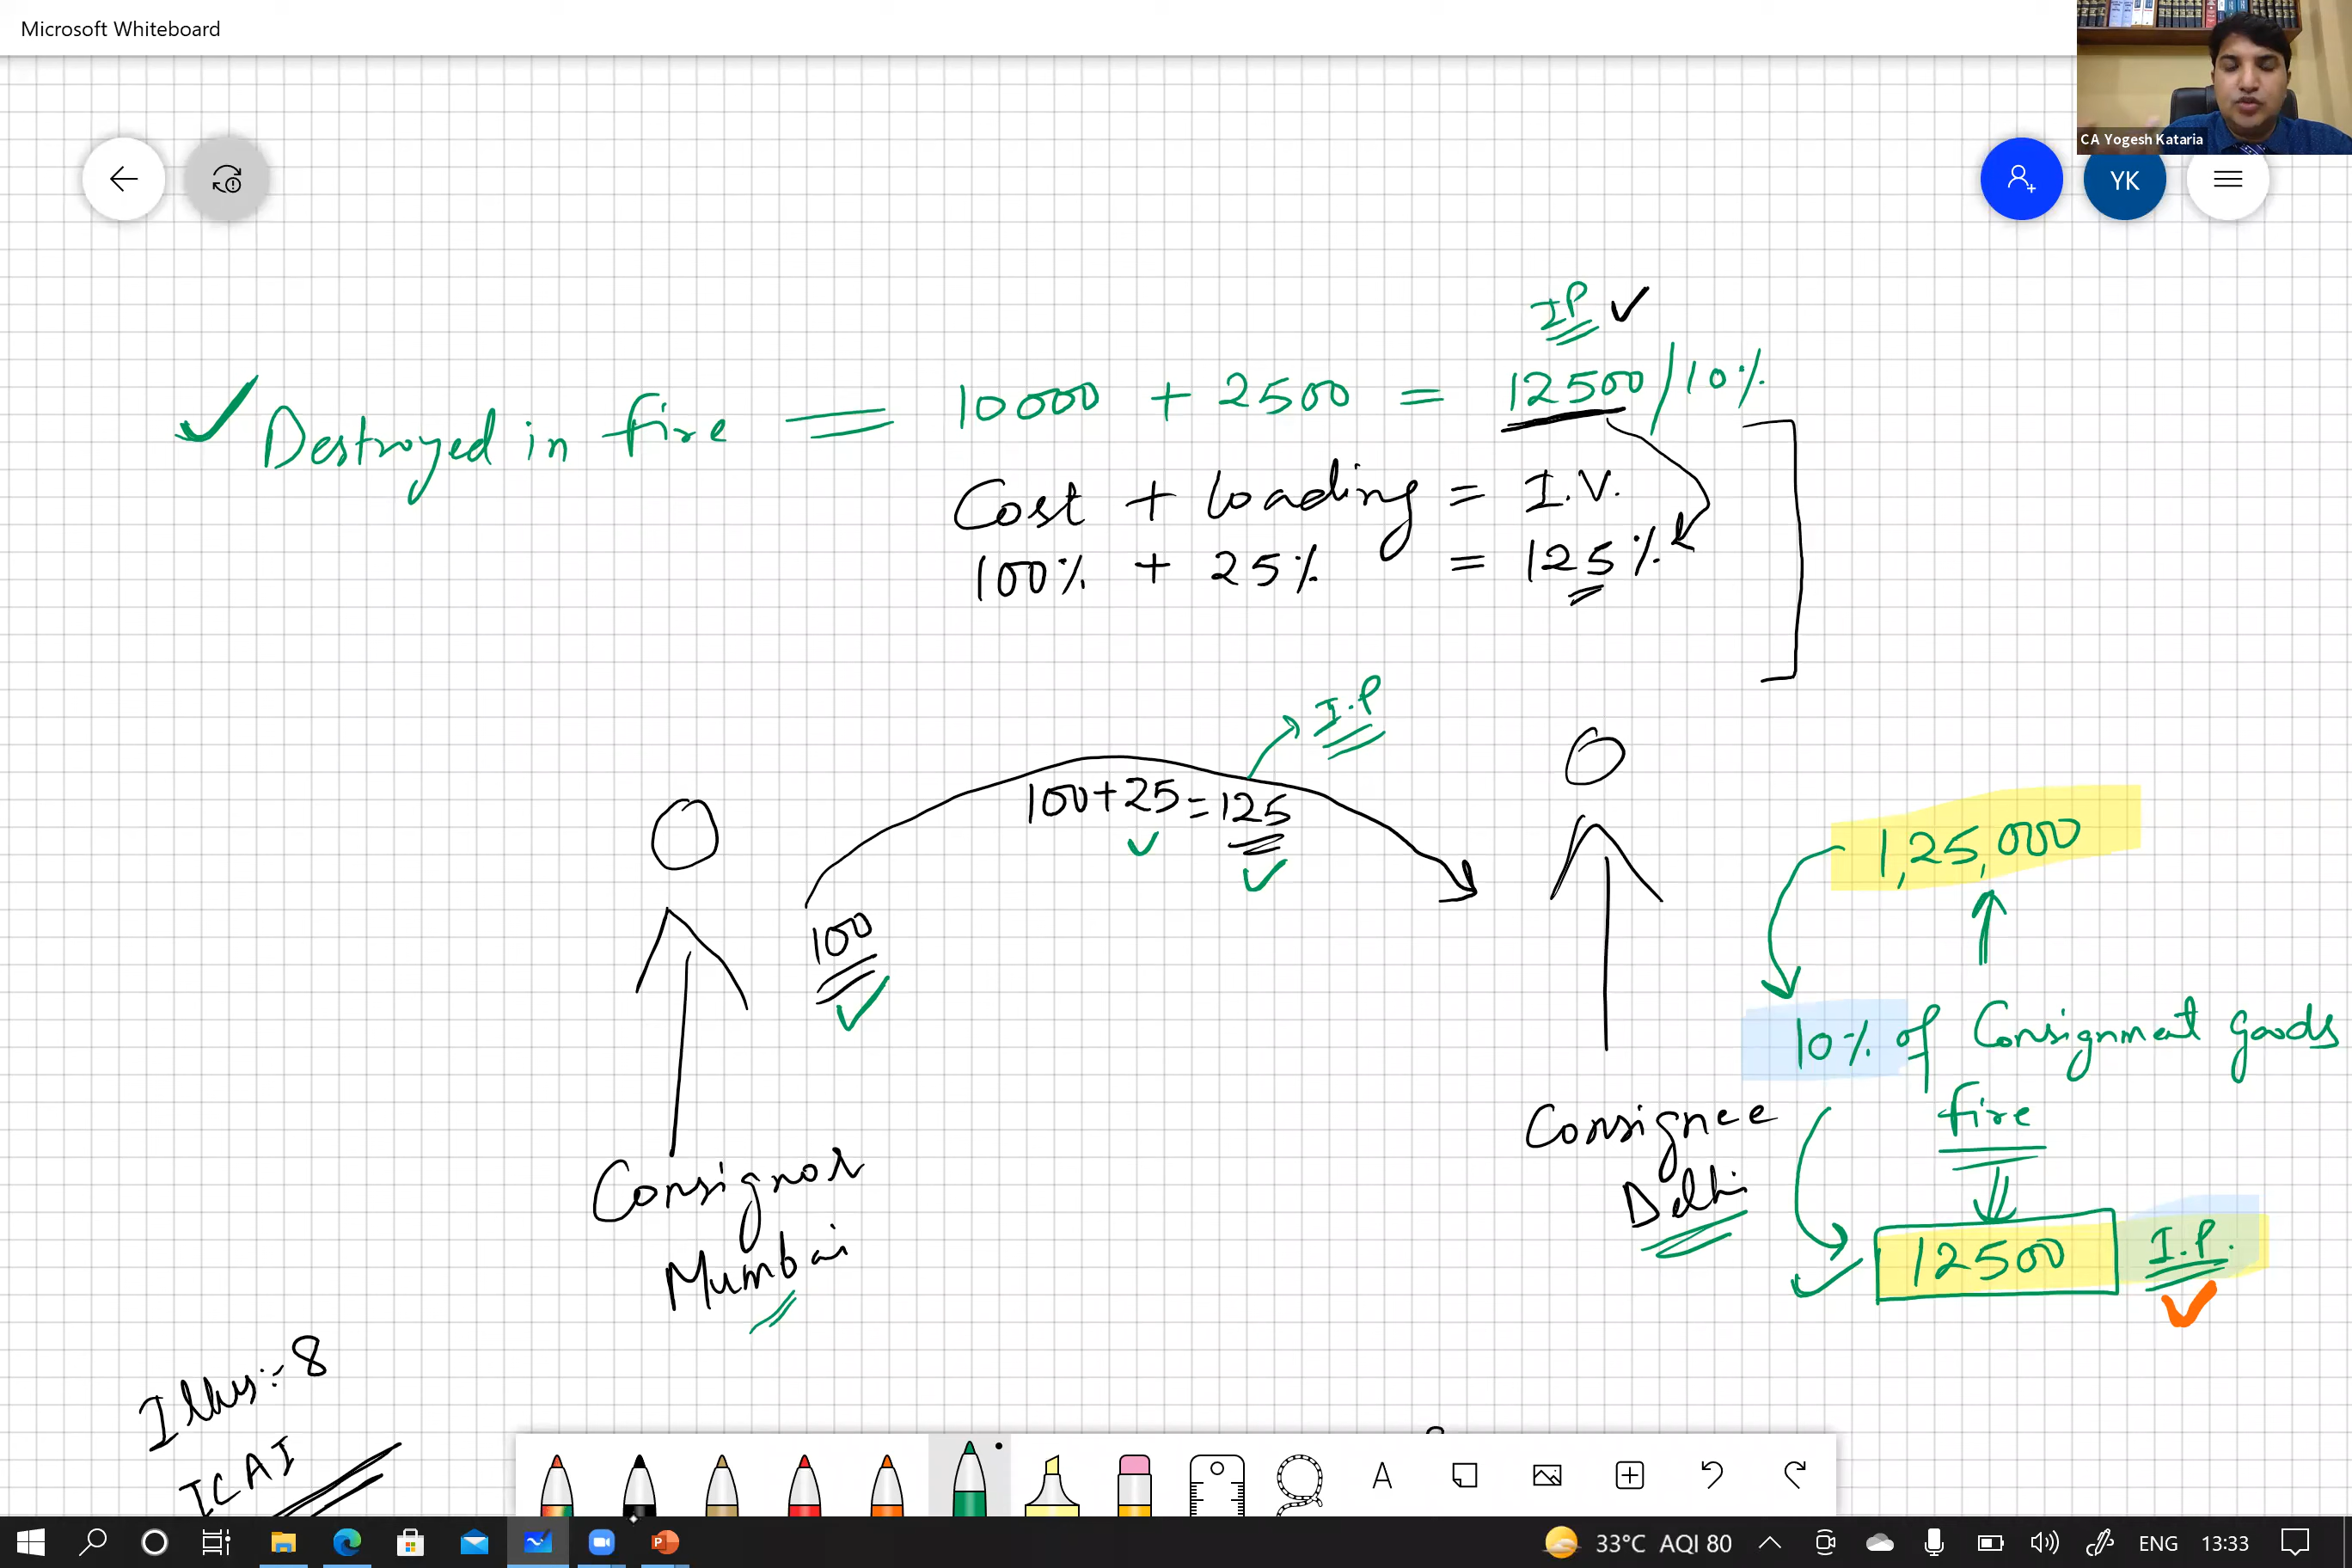 Microsoft Whiteboard
CA Yogesh Kataria
YK
IP
Destroyed in fire = 10000 + 2500 = 12500/10%
Cost + loading = I.V.
100% + 25% = 125%
I.P
100+25=125
100
1,25,000
10% of Consignment goods
fire
12500 I.P.
Consignor
Mumbai
Consignee
Delhi
Illus:-8
ICAI
33°C AQI 80
ENG
13:33